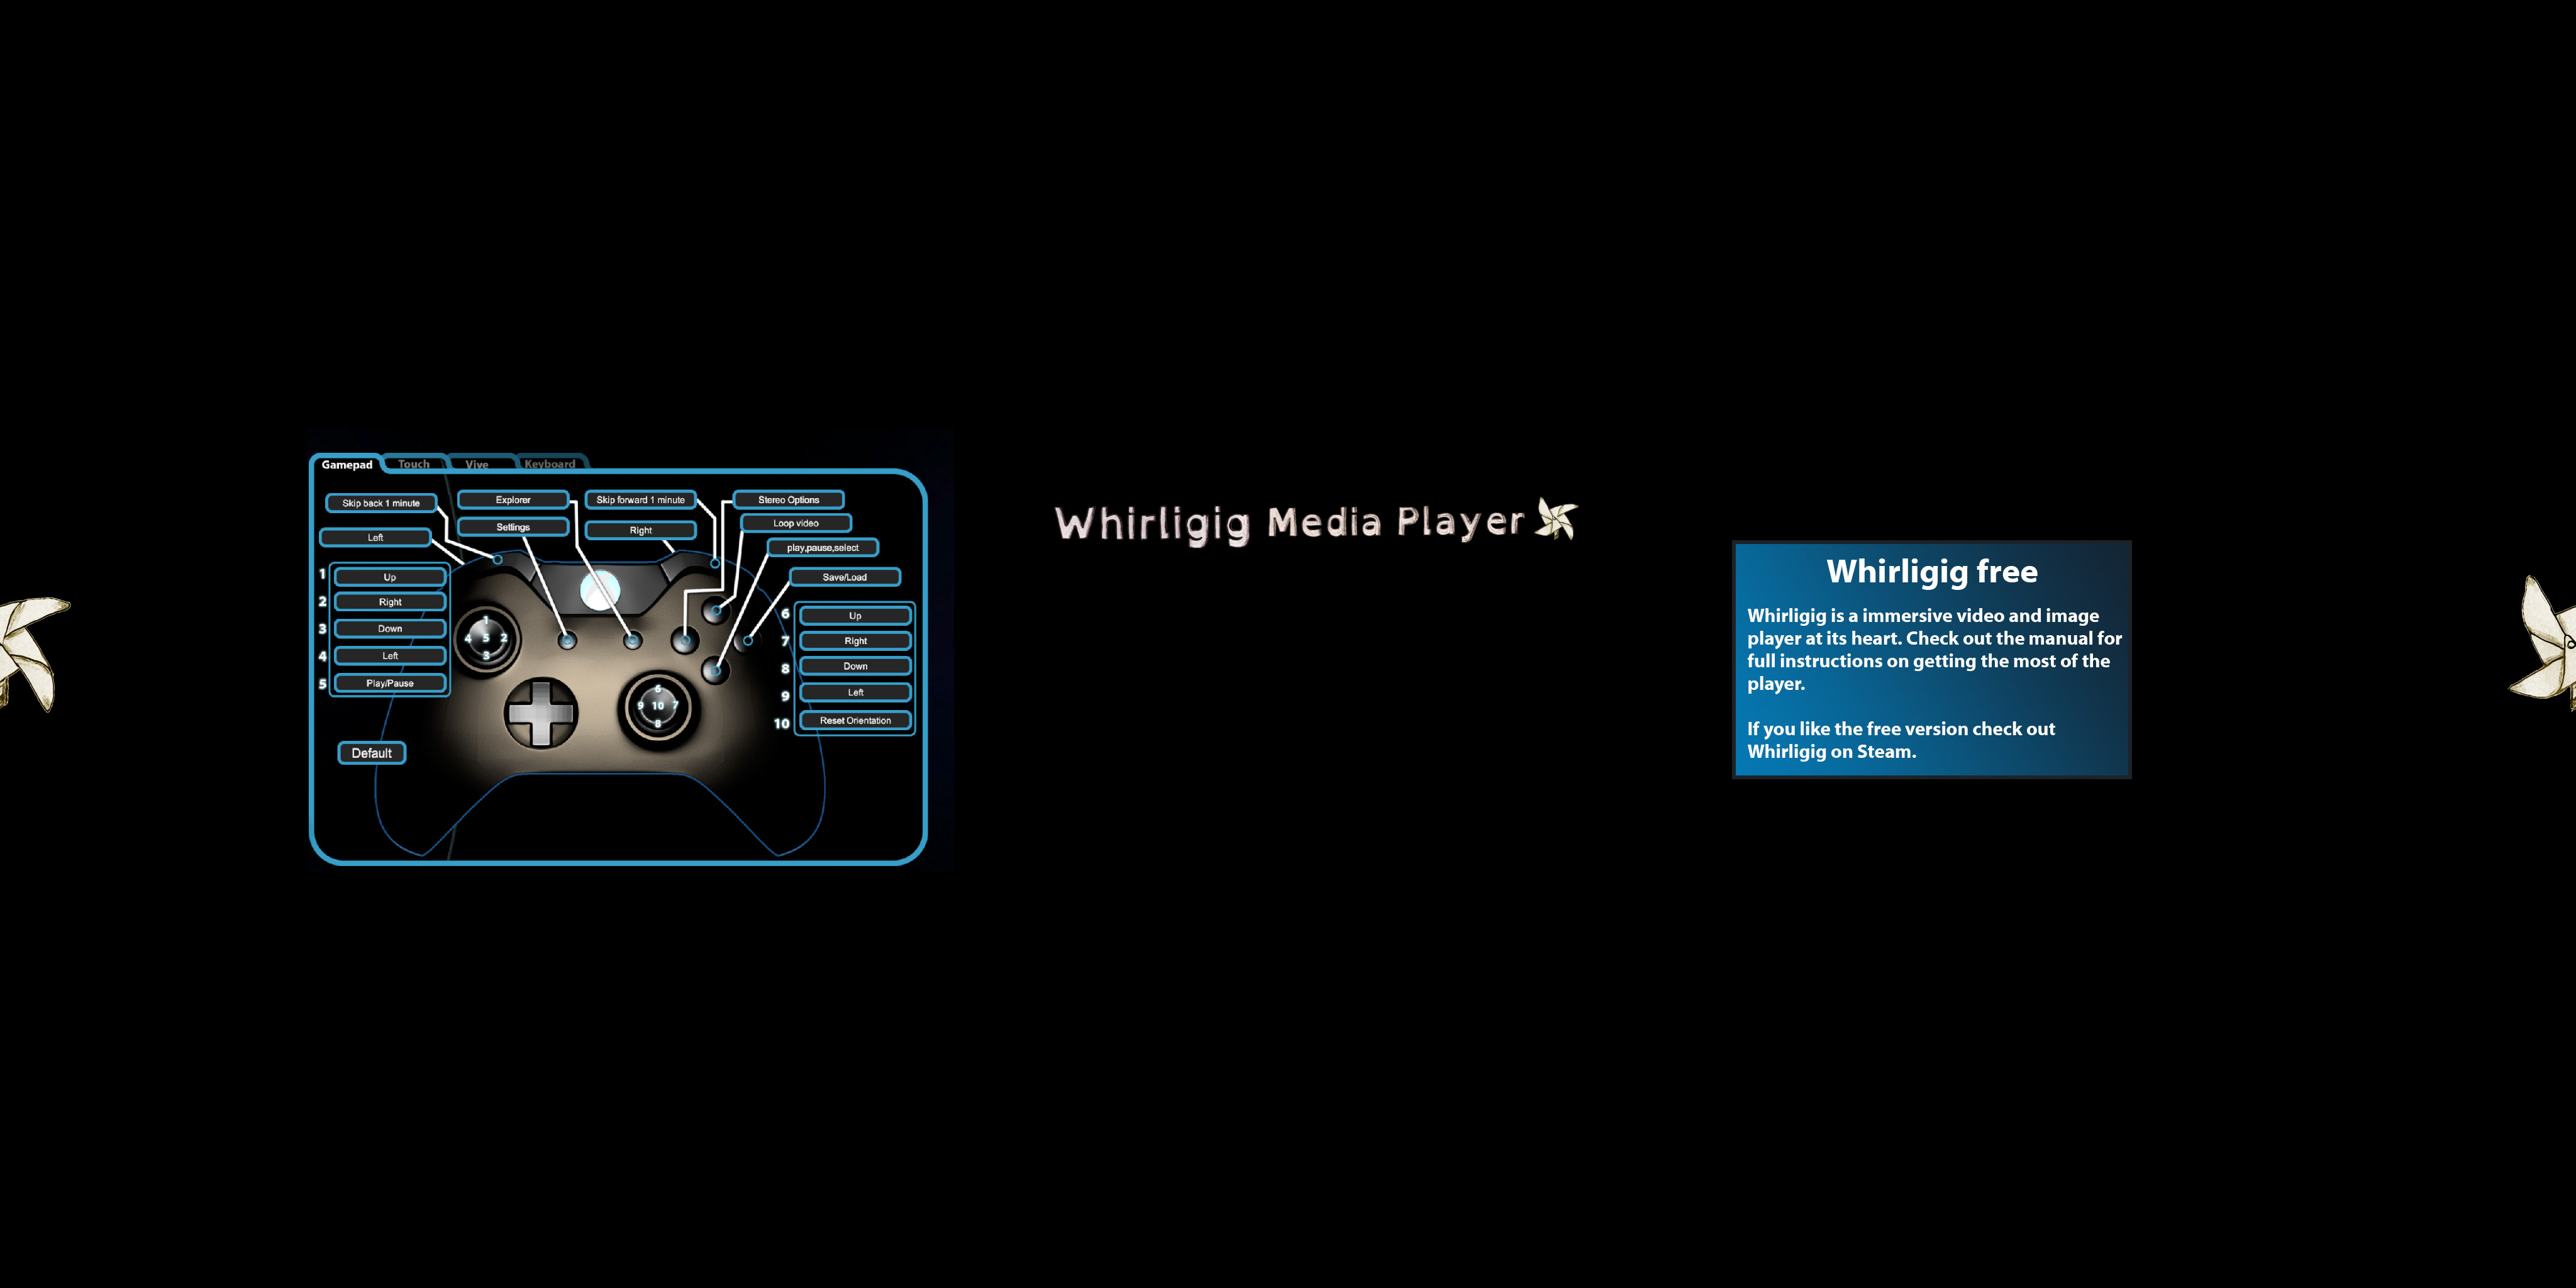 Gamepad
Touch
Vive
Keyboard
Skip back 1 minute
Explorer
Skip forward 1 minute
Stereo Options
Settings
Loop video
Left
Right
play,pause,select
Save/Load
1 Up
2 Right
3 Down
4 Left
5 Play/Pause
1
4 5 2
3
6
9 10 7
8
6 Up
7 Right
8 Down
9 Left
10 Reset Orientation
Default
Whirligig Media Player
Whirligig free
Whirligig is a immersive video and image
player at its heart. Check out the manual for
full instructions on getting the most of the
player.
If you like the free version check out
Whirligig on Steam.